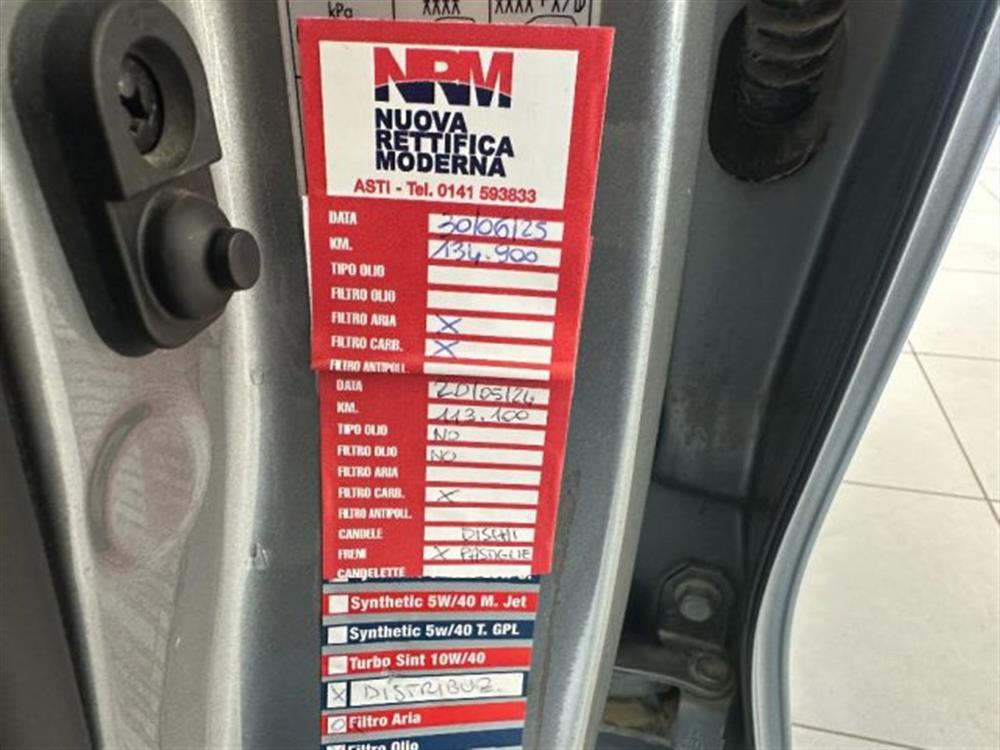 kPa
XXXX
NRM
NUOVA
RETTIFICA
MODERNA
ASTI - Tel. 0141 593833
DATA 30/06/25
KM. 134.900
TIPO OLIO
FILTRO OLIO
FILTRO ARIA X
FILTRO CARB. X
FILTRO ANTIPOLL.
DATA 20/05/24
KM. 113.100
TIPO OLIO NO
FILTRO OLIO NO
FILTRO ARIA
FILTRO CARB. X
FILTRO ANTIPOLL.
CANDELE DISCHI
FRENI X PASTIGLIE
CANDELETTE
Synthetic 5W/40 M. Jet
Synthetic 5w/40 T. GPL
Turbo Sint 10W/40
X DISTRIBUZ.
Filtro Aria
Filtro Olio